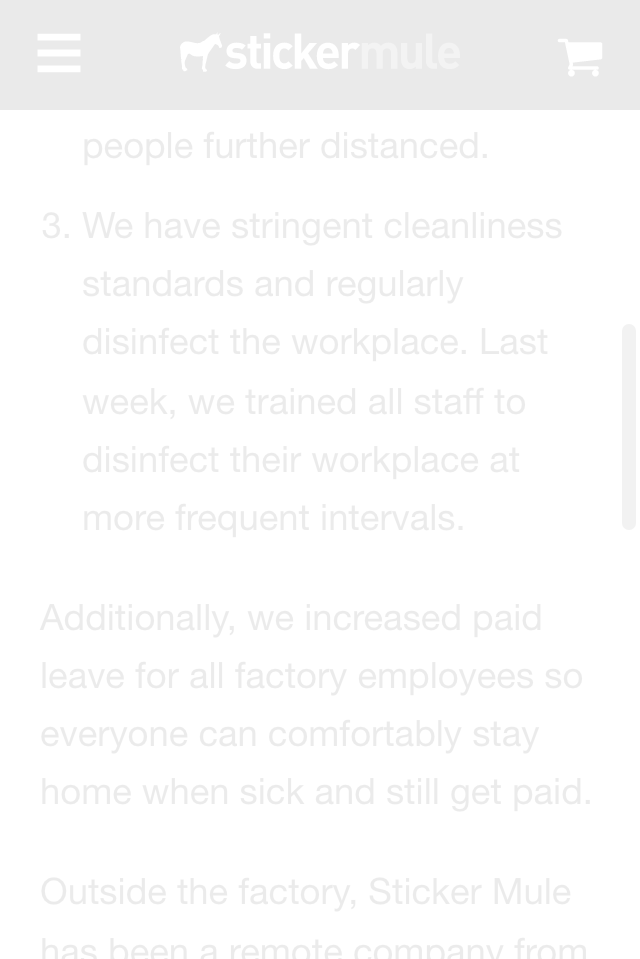 stickermule
people further distanced.
3. We have stringent cleanliness
standards and regularly
disinfect the workplace. Last
week, we trained all staff to
disinfect their workplace at
more frequent intervals.
Additionally, we increased paid
leave for all factory employees so
everyone can comfortably stay
home when sick and still get paid.
Outside the factory, Sticker Mule
has been a remote company from